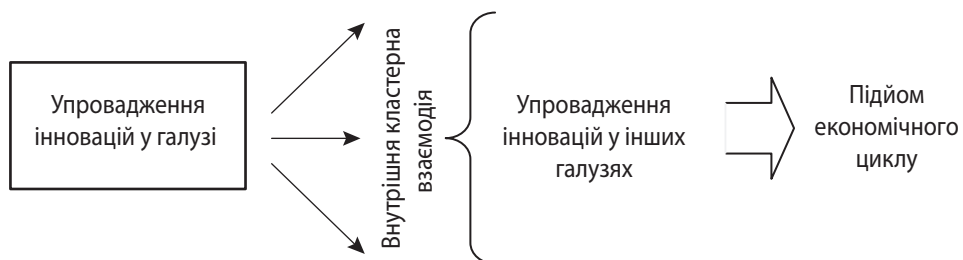 Упровадження
інновацій у галузі
Внутрішня кластерна
взаємодія
Упровадження
інновацій у інших
галузях
Підйом
економічного
циклу